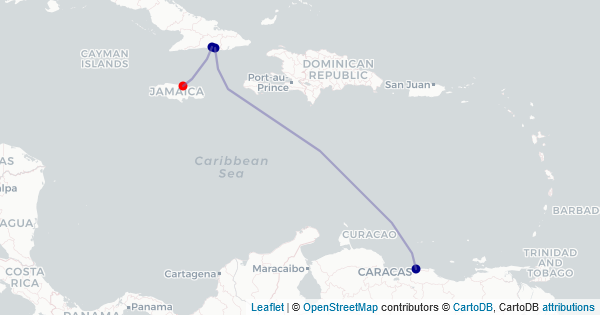 CAYMAN
ISLANDS
DOMINICAN
REPUBLIC
Port-au
Prince
San Juan
JAMAICA
Caribbean
Sea
AS
alpa
BARBAD
AGUA
CURACAO
TRINIDAD
AND
TOBAGO
COSTA
RICA
Cartagena
Maracaibo
CARACAS
Panama
Panama
Leaflet | © OpenStreetMap contributors © CartoDB, CartoDB attributions